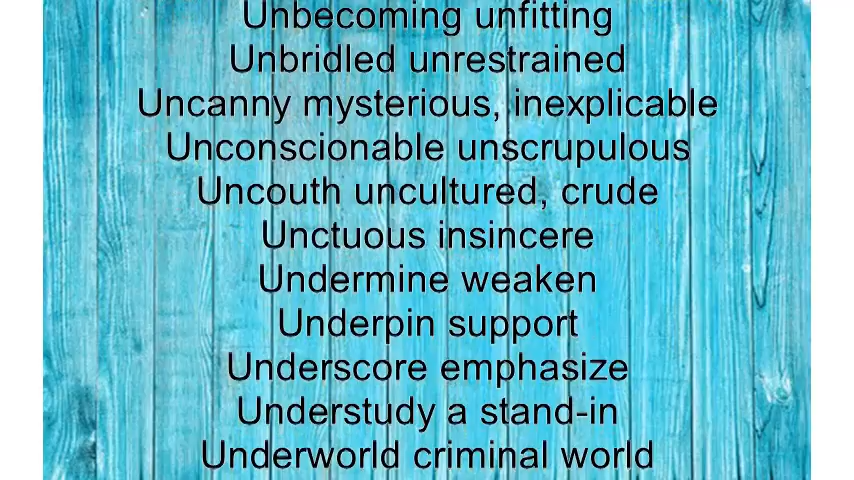 Unbecoming unfitting
Unbridled unrestrained
Uncanny mysterious, inexplicable
Unconscionable unscrupulous
Uncouth uncultured, crude
Unctuous insincere
Undermine weaken
Underpin support
Underscore emphasize
Understudy a stand-in
Underworld criminal world